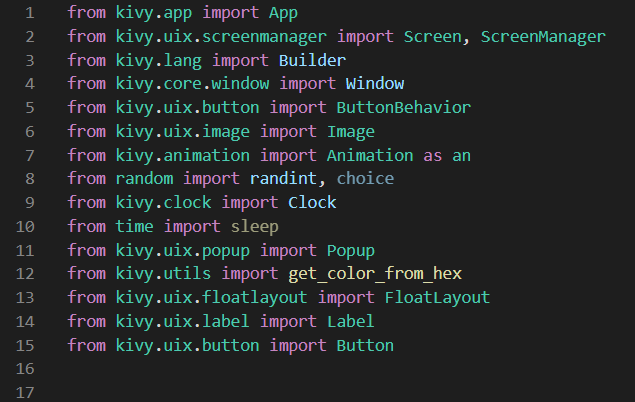 1 from kivy.app import App
2 from kivy.uix.screenmanager import Screen, ScreenManager
3 from kivy.lang import Builder
4 from kivy.core.window import Window
5 from kivy.uix.button import ButtonBehavior
6 from kivy.uix.image import Image
7 from kivy.animation import Animation as an
8 from random import randint, choice
9 from kivy.clock import Clock
10 from time import sleep
11 from kivy.uix.popup import Popup
12 from kivy.utils import get_color_from_hex
13 from kivy.uix.floatlayout import FloatLayout
14 from kivy.uix.label import Label
15 from kivy.uix.button import Button
16
17